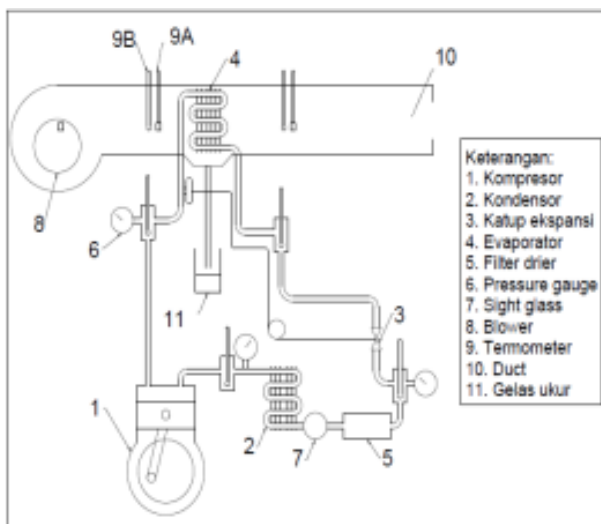 9B 9A 4 10
8
6
11
3
1
2
7
5
Keterangan:
1. Kompresor
2. Kondensor
3. Katup ekspansi
4. Evaporator
5. Filter drier
6. Pressure gauge
7. Sight glass
8. Blower
9. Termometer
10. Duct
11. Gelas ukur